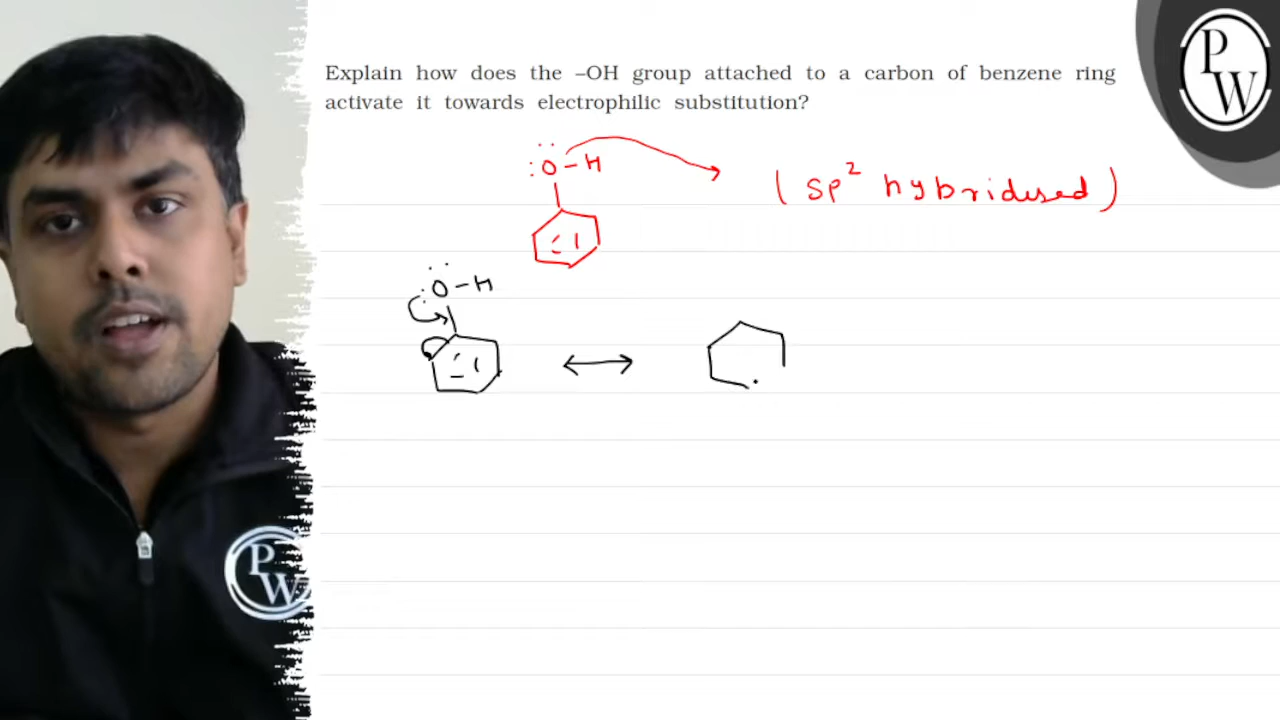 Explain how does the –OH group attached to a carbon of benzene ring
activate it towards electrophilic substitution?
P
W
:Ö–H
(sp² hybridised)
:Ö–H
P
W